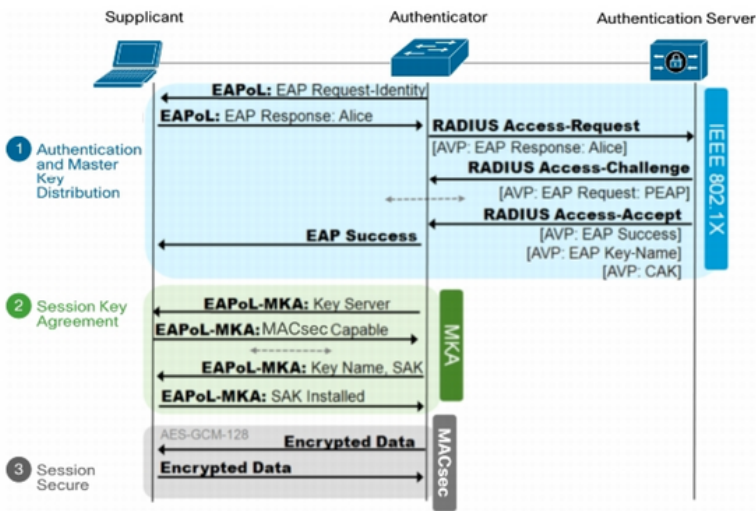 Supplicant
Authenticator
Authentication Server
EAPoL: EAP Request-Identity
EAPoL: EAP Response: Alice
RADIUS Access-Request
[AVP: EAP Response: Alice]
RADIUS Access-Challenge
[AVP: EAP Request: PEAP]
RADIUS Access-Accept
EAP Success
[AVP: EAP Success]
[AVP: EAP Key-Name]
[AVP: CAK]
IEEE 802.1X
1 Authentication
and Master
Key
Distribution
2 Session Key
Agreement
EAPoL-MKA: Key Server
EAPoL-MKA: MACsec Capable
EAPoL-MKA: Key Name, SAK
EAPoL-MKA: SAK Installed
MKA
3 Session
Secure
AES-GCM-128
Encrypted Data
Encrypted Data
MACsec